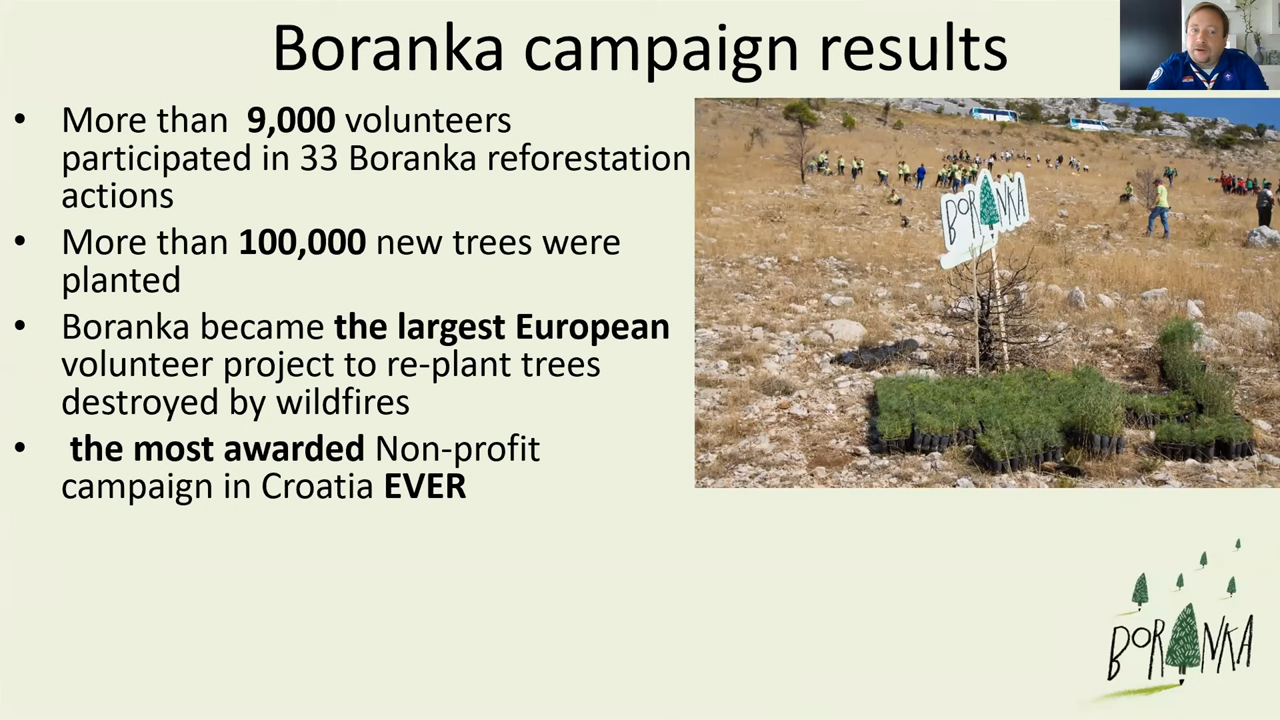 Boranka campaign results
• More than 9,000 volunteers
participated in 33 Boranka reforestation
actions
• More than 100,000 new trees were
planted
• Boranka became the largest European
volunteer project to re-plant trees
destroyed by wildfires
• the most awarded Non-profit
campaign in Croatia EVER
BORANKA
BORANKA